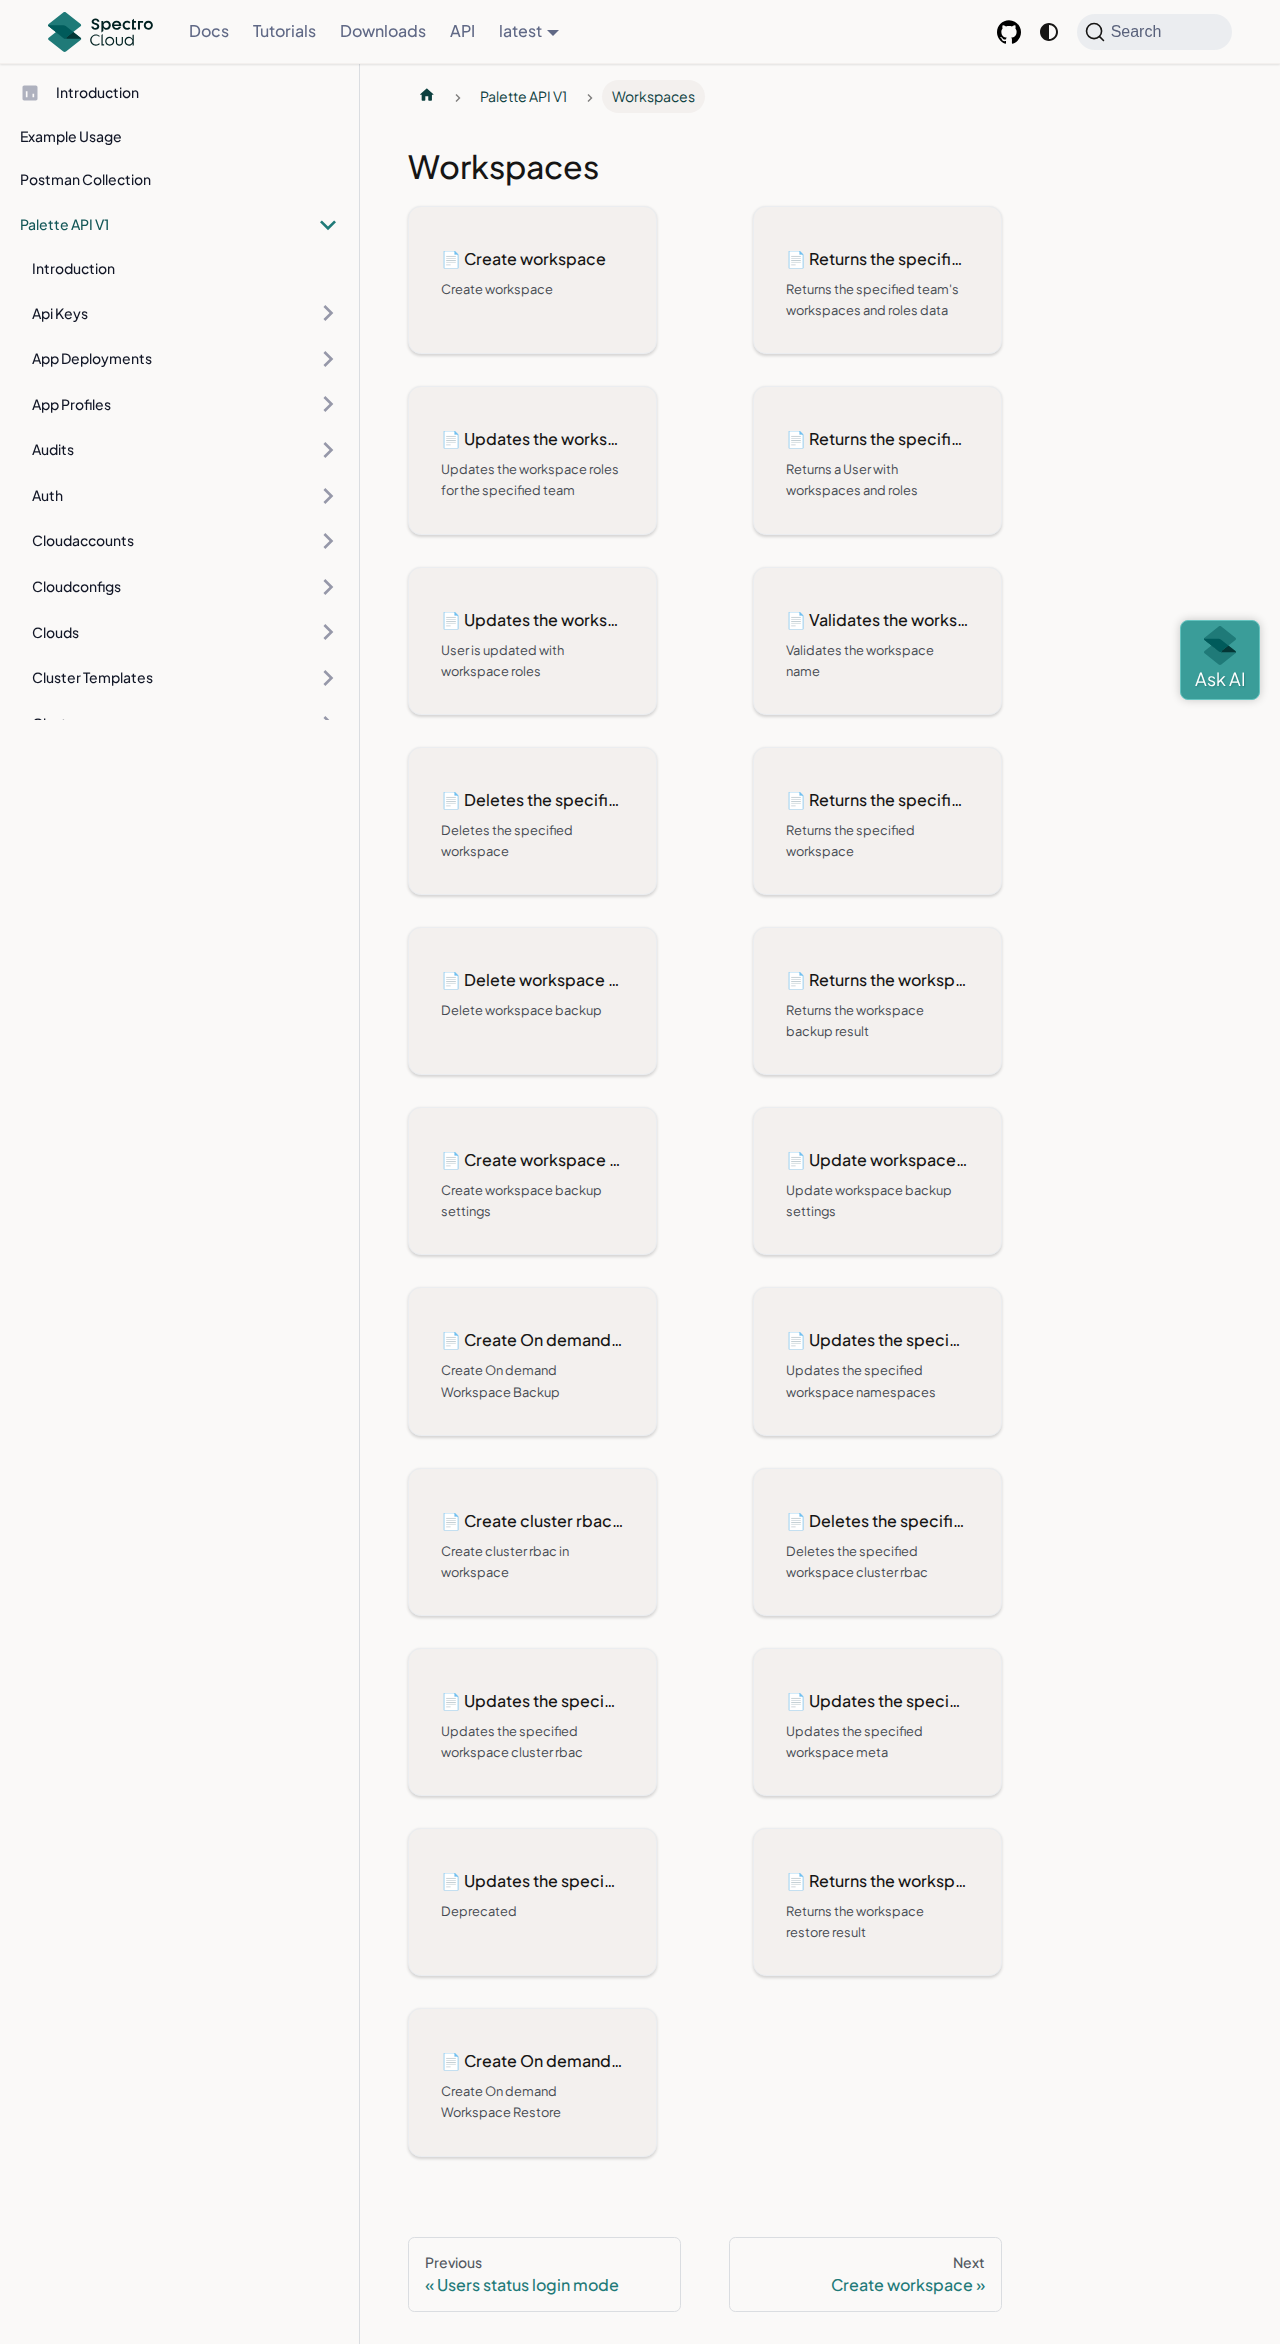 Spectro
Cloud
Docs
Tutorials
Downloads
API
latest
Search
Introduction
Example Usage
Postman Collection
Palette API V1
Introduction
Api Keys
App Deployments
App Profiles
Audits
Auth
Cloudaccounts
Cloudconfigs
Clouds
Cluster Templates
Palette API V1
Workspaces
Workspaces
Create workspace
Create workspace
Returns the specifi...
Returns the specified team's
workspaces and roles data
Updates the works...
Updates the workspace roles
for the specified team
Returns the specifi...
Returns a User with
workspaces and roles
Updates the works...
User is updated with
workspace roles
Validates the works...
Validates the workspace
name
Deletes the specifi...
Deletes the specified
workspace
Returns the specifi...
Returns the specified
workspace
Delete workspace ...
Delete workspace backup
Returns the worksp...
Returns the workspace
backup result
Create workspace ...
Create workspace backup
settings
Update workspace...
Update workspace backup
settings
Create On demand...
Create On demand
Workspace Backup
Updates the speci...
Updates the specified
workspace namespaces
Create cluster rbac...
Create cluster rbac in
workspace
Deletes the specifi...
Deletes the specified
workspace cluster rbac
Updates the speci...
Updates the specified
workspace cluster rbac
Updates the speci...
Updates the specified
workspace meta
Updates the speci...
Deprecated
Returns the worksp...
Returns the workspace
restore result
Create On demand...
Create On demand
Workspace Restore
Ask AI
Previous
« Users status login mode
Next
Create workspace »